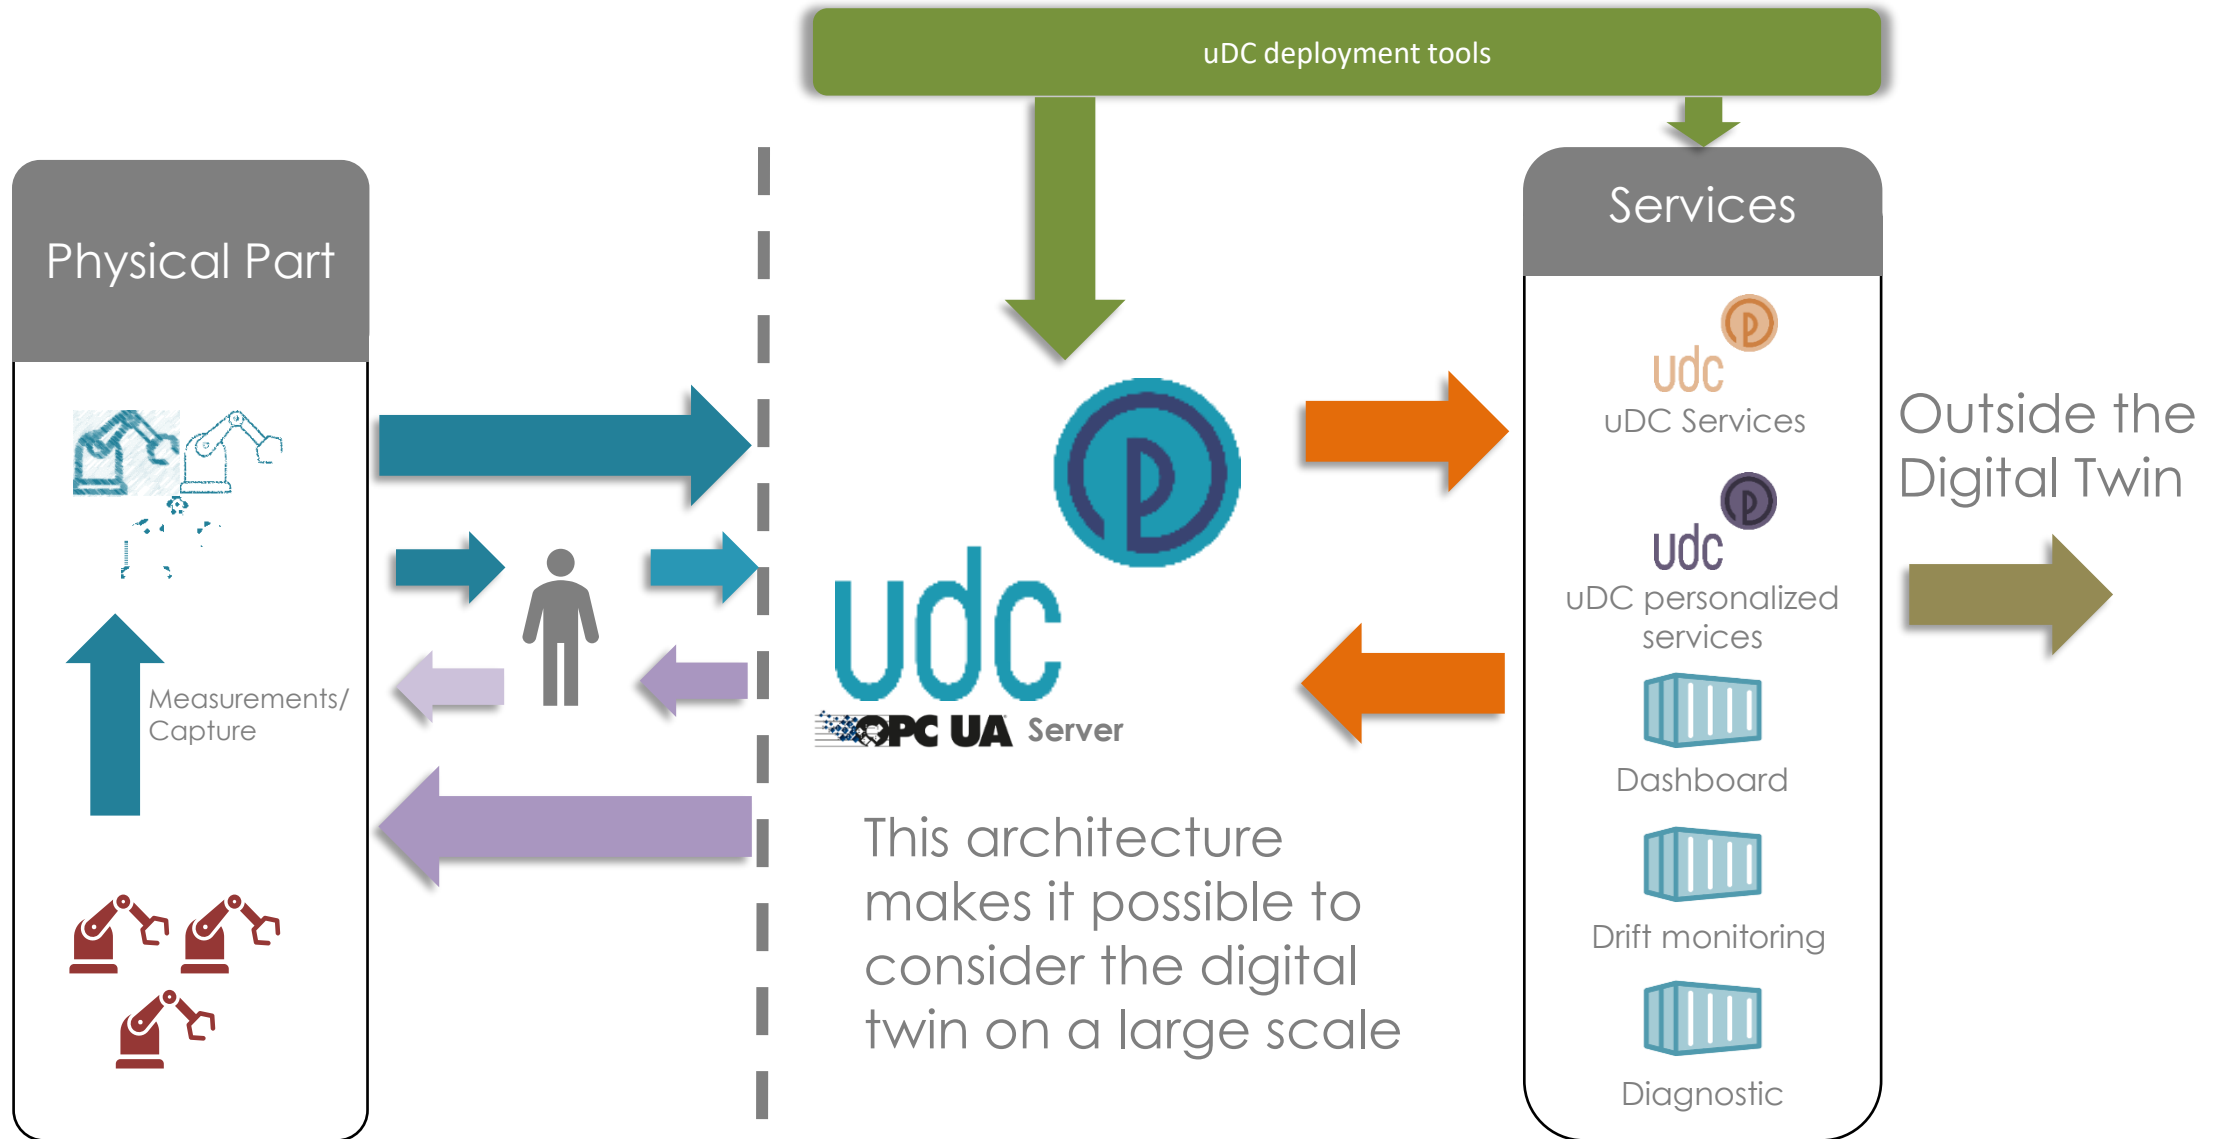 uDC deployment tools
Physical Part
Measurements/
Capture
udc
OPC UA Server
This architecture
makes it possible to
consider the digital
twin on a large scale
Services
udc
uDC Services
udc
uDC personalized
services
Dashboard
Drift monitoring
Diagnostic
Outside the
Digital Twin